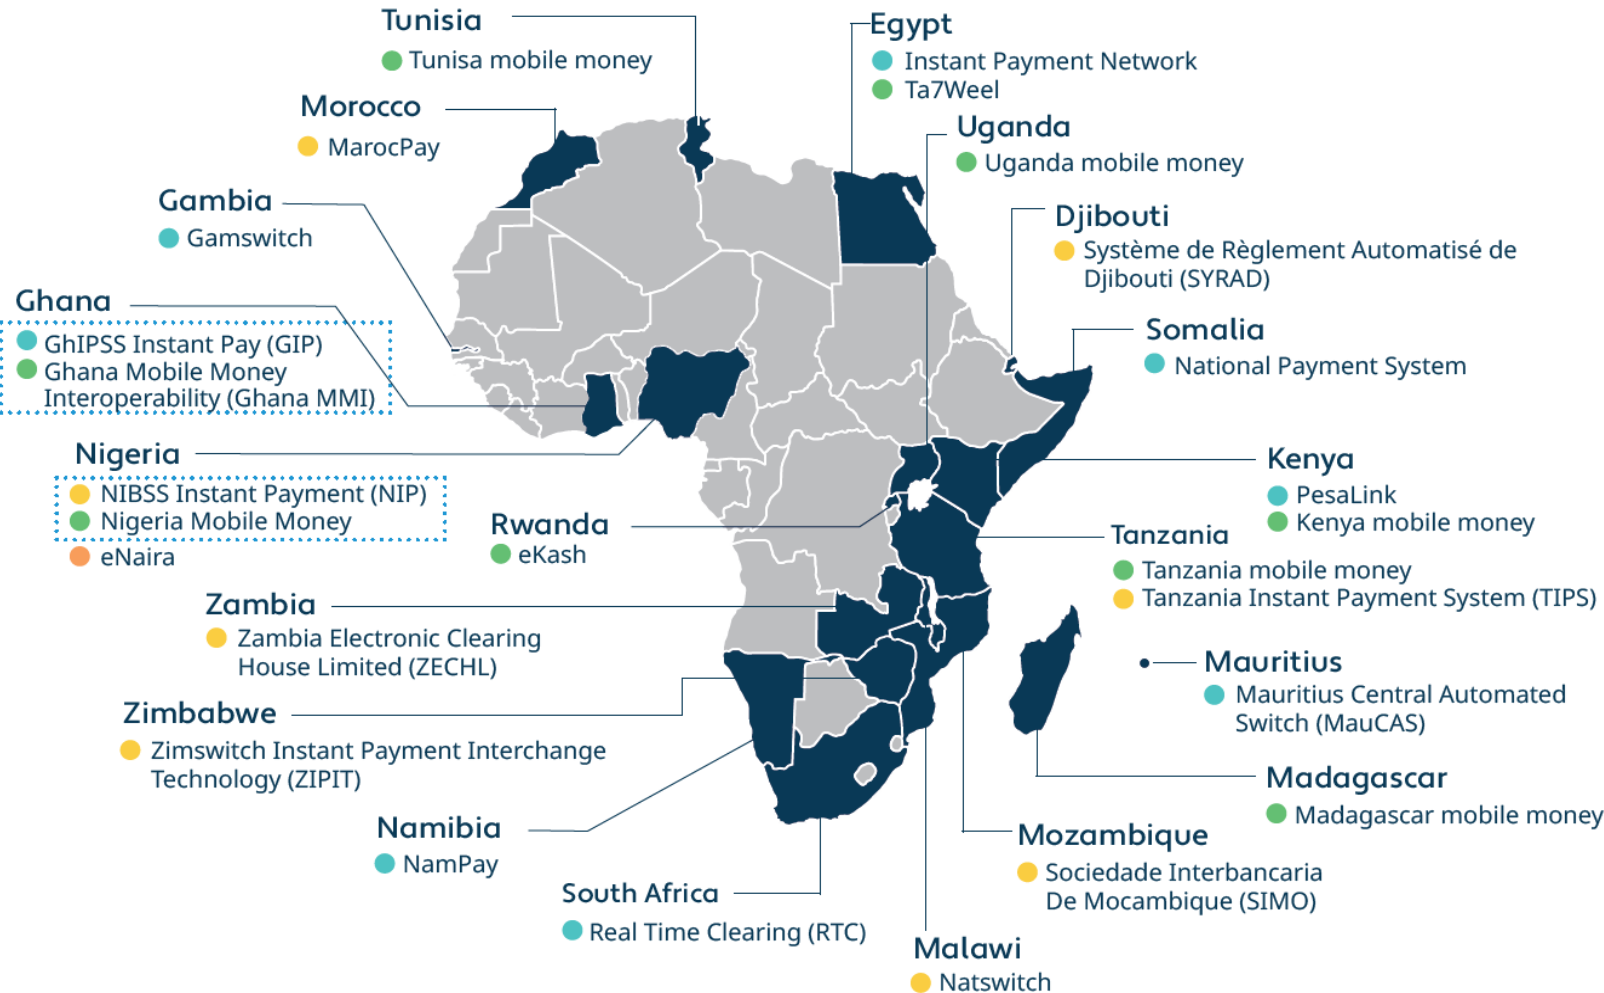 Tunisia
Tunisa mobile money
Egypt
Instant Payment Network
Ta7Weel
Morocco
MarocPay
Uganda
Uganda mobile money
Gambia
Gamswitch
Djibouti
Système de Règlement Automatisé de
Djibouti (SYRAD)
Ghana
GhIPSS Instant Pay (GIP)
Ghana Mobile Money
Interoperability (Ghana MMI)
Somalia
National Payment System
Nigeria
NIBSS Instant Payment (NIP)
Nigeria Mobile Money
eNaira
Kenya
PesaLink
Kenya mobile money
Rwanda
eKash
Tanzania
Tanzania mobile money
Tanzania Instant Payment System (TIPS)
Zambia
Zambia Electronic Clearing
House Limited (ZECHL)
Mauritius
Mauritius Central Automated
Switch (MauCAS)
Zimbabwe
Zimswitch Instant Payment Interchange
Technology (ZIPIT)
Madagascar
Madagascar mobile money
Namibia
NamPay
Mozambique
Sociedade Interbancaria
De Mocambique (SIMO)
South Africa
Real Time Clearing (RTC)
Malawi
Natswitch